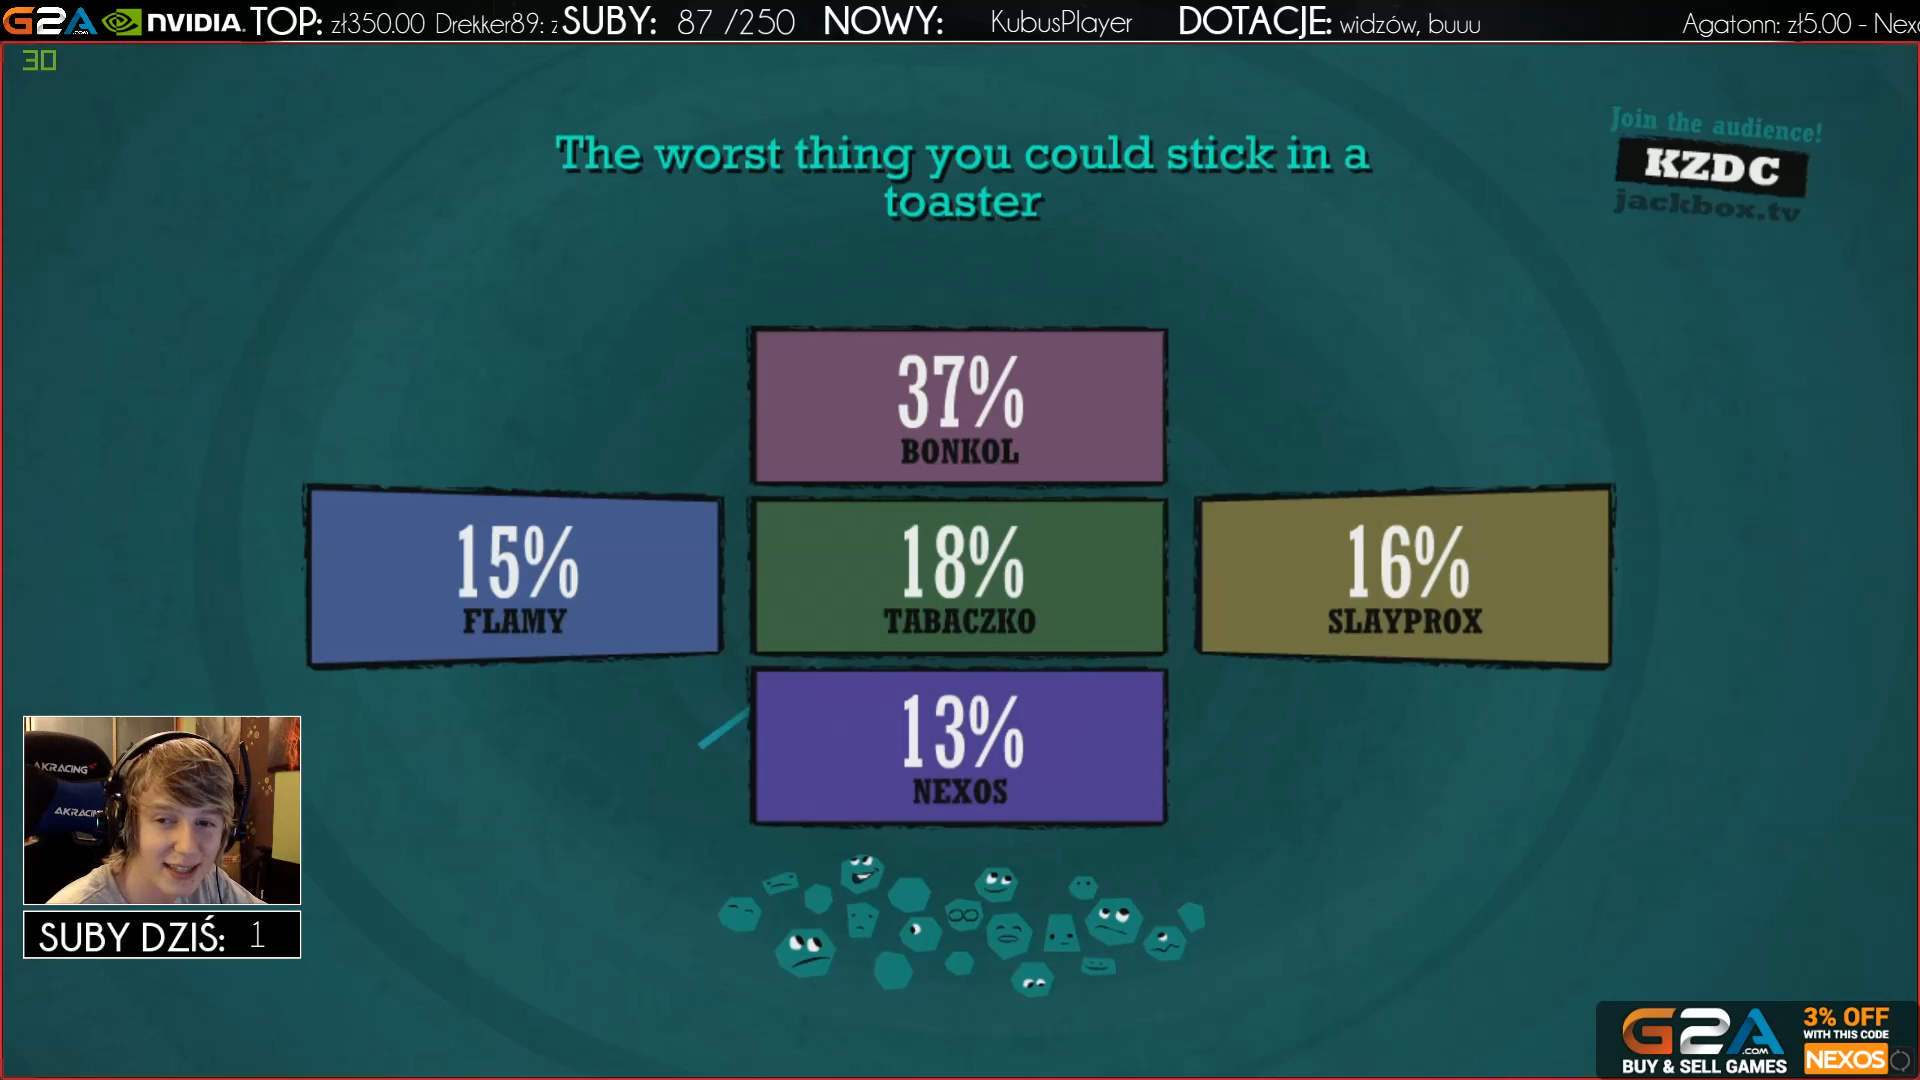 G2A.COM NVIDIA. TOP: zł350.00 Drekker89: z SUBY: 87 /250 NOWY: KubusPlayer DOTACJE: widzów, buuu Agatonn: zł5.00 - Nexo
30
Join the audience!
KZDC
jackbox.tv
The worst thing you could stick in a
toaster
37%
BONKOL
15%
FLAMY
18%
TABACZKO
16%
SLAYPROX
13%
NEXOS
AKRACING
AKRACIN
SUBY DZIŚ: 1
G2A.COM
BUY & SELL GAMES
3% OFF
WITH THIS CODE
NEXOS